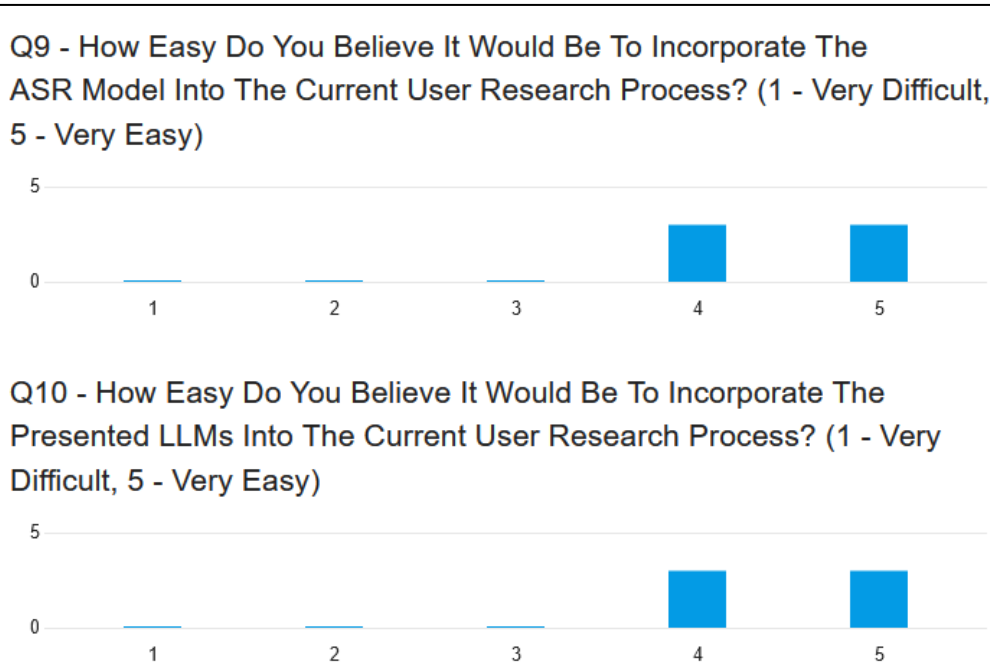 Q9 - How Easy Do You Believe It Would Be To Incorporate The
ASR Model Into The Current User Research Process? (1 - Very Difficult,
5 - Very Easy)
5
0
1 2 3 4 5
Q10 - How Easy Do You Believe It Would Be To Incorporate The
Presented LLMs Into The Current User Research Process? (1 - Very
Difficult, 5 - Very Easy)
5
0
1 2 3 4 5